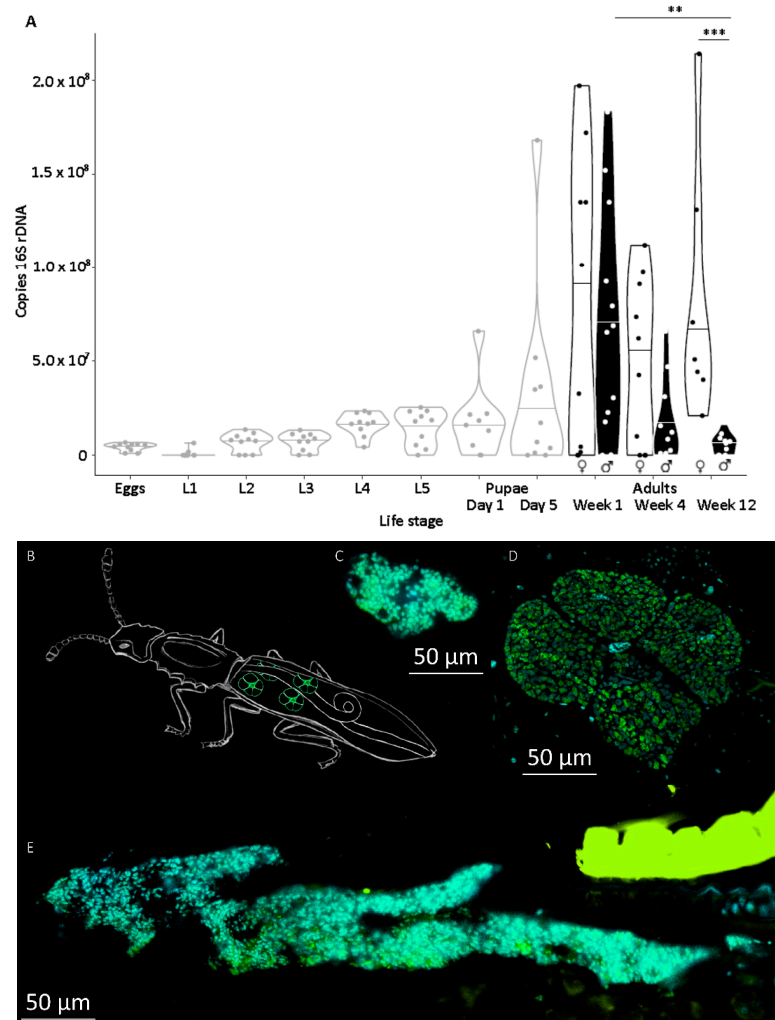 A
**
***
2.0 x 10⁸
1.5 x 10⁸
1.0 x 10⁸
5.0 x 10⁷
0
Copies 16S rDNA
♀ ♂ ♀ ♂ ♀ ♂
Eggs L1 L2 L3 L4 L5 Pupae Adults
Day 1 Day 5 Week 1 Week 4 Week 12
Life stage
B C D
50 µm
50 µm
E
50 µm